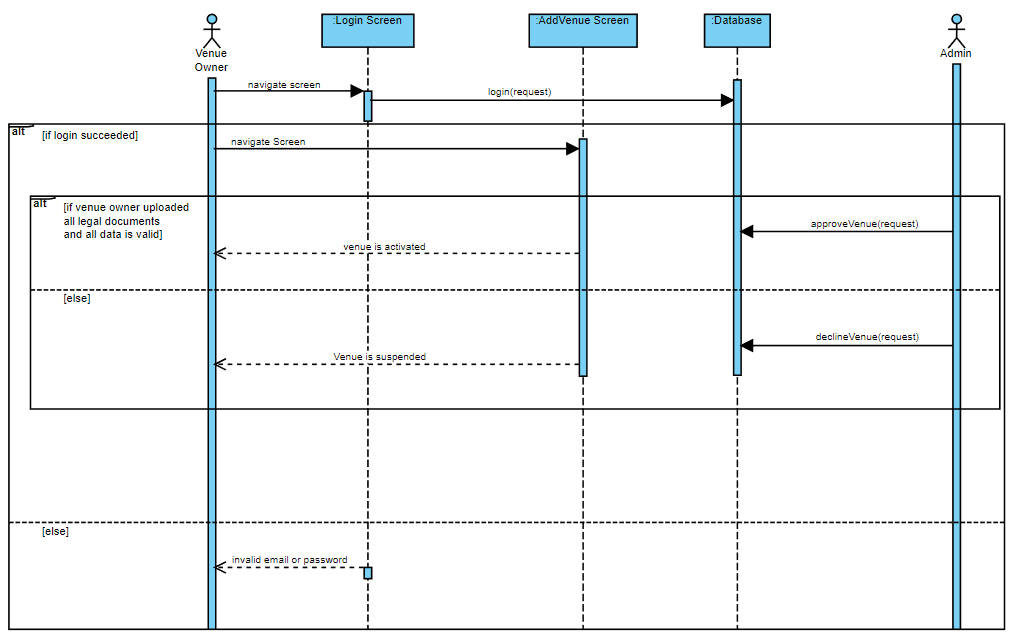 :Login Screen
:AddVenue Screen
:Database
Venue
Owner
Admin
navigate screen
login(request)
alt
[if login succeeded]
navigate Screen
alt
[if venue owner uploaded
all legal documents
and all data is valid]
approveVenue(request)
venue is activated
[else]
declineVenue(request)
Venue is suspended
[else]
invalid email or password